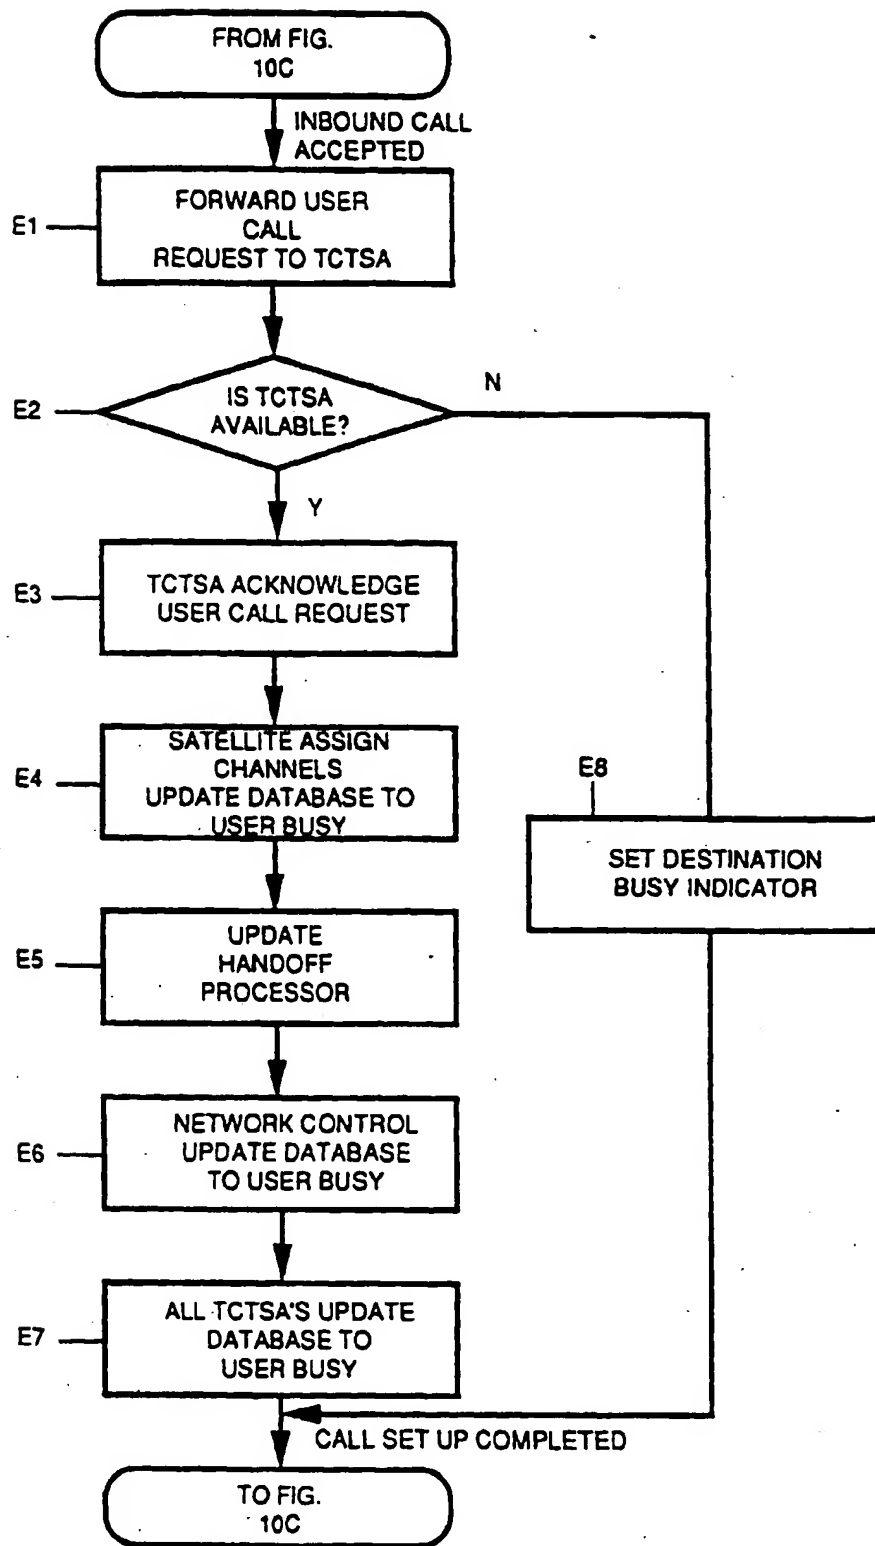 FROM FIG.
10C
INBOUND CALL
ACCEPTED
E1
FORWARD USER
CALL
REQUEST TO TCTSA
E2
IS TCTSA
AVAILABLE?
N
Y
E3
TCTSA ACKNOWLEDGE
USER CALL REQUEST
E4
SATELLITE ASSIGN
CHANNELS
UPDATE DATABASE TO
USER BUSY
E8
SET DESTINATION
BUSY INDICATOR
E5
UPDATE
HANDOFF
PROCESSOR
E6
NETWORK CONTROL
UPDATE DATABASE
TO USER BUSY
E7
ALL TCTSA'S UPDATE
DATABASE TO
USER BUSY
CALL SET UP COMPLETED
TO FIG.
10C